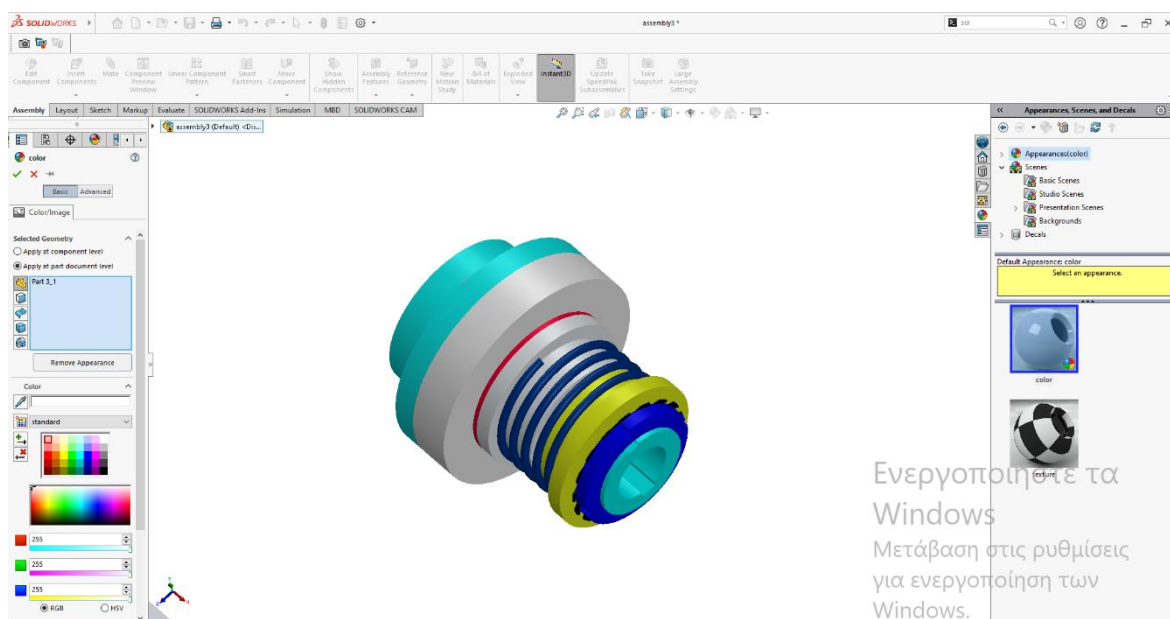 SOLIDWORKS
assembly3 *
Edit Component
Insert Components
Mate
Component Preview Window
Linear Component Pattern
Smart Fasteners
Move Component
Show Hidden Components
Assembly Features
Reference Geometry
New Motion Study
Bill of Materials
Exploded View
Instant3D
Update SpeedPak Subassemblies
Take Snapshot
Large Assembly Settings
Assembly Layout Sketch Markup Evaluate SOLIDWORKS Add-Ins Simulation MBD SOLIDWORKS CAM
assembly3 (Default) <Dis...
color
Basic Advanced
Color/Image
Selected Geometry
Apply at component level
Apply at part document level
Part 3_1
Remove Appearance
Color
standard
255
255
255
RGB HSV
Appearances, Scenes, and Decals
Appearances(color)
Scenes
Basic Scenes
Studio Scenes
Presentation Scenes
Backgrounds
Decals
Default Appearance: color
Select an appearance.
color
texture
Ενεργοποιήστε τα
Windows
Μετάβαση στις ρυθμίσεις
για ενεργοποίηση των
Windows.